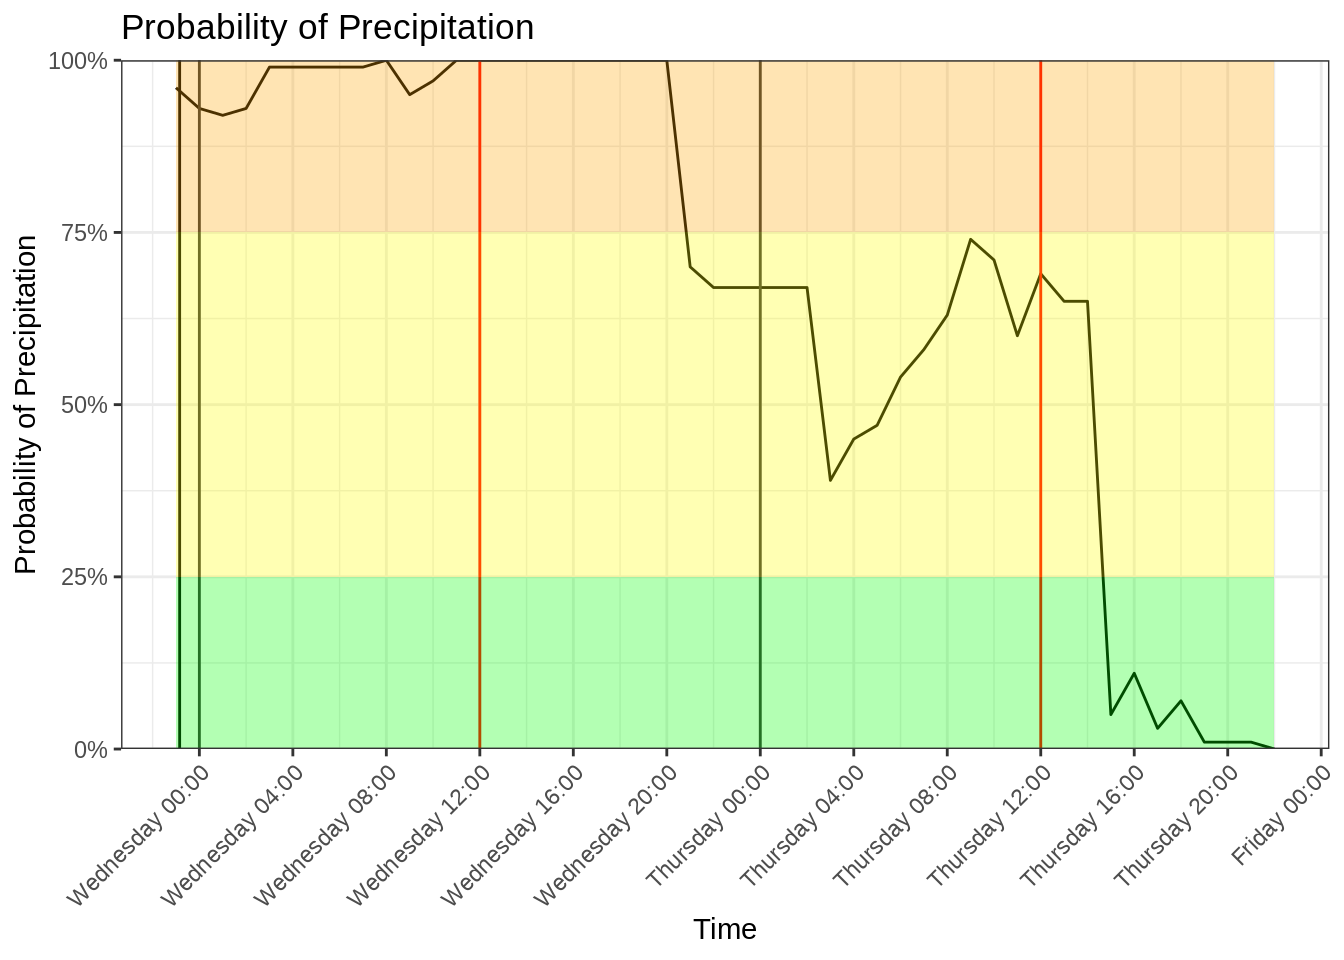 Probability of Precipitation
100%
75%
50%
25%
0%
Probability of Precipitation
Wednesday 00:00
Wednesday 04:00
Wednesday 08:00
Wednesday 12:00
Wednesday 16:00
Wednesday 20:00
Thursday 00:00
Thursday 04:00
Thursday 08:00
Thursday 12:00
Thursday 16:00
Thursday 20:00
Friday 00:00
Time